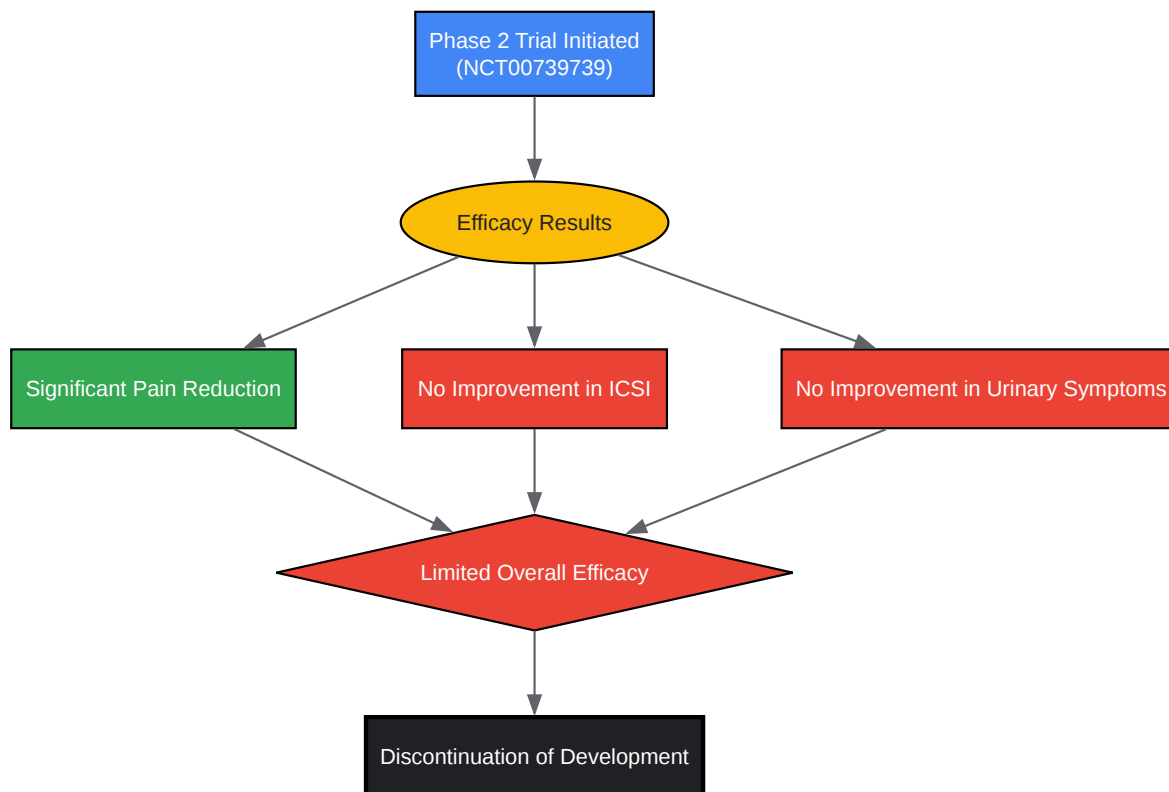 Phase 2 Trial Initiated
(NCT00739739)
Efficacy Results
Significant Pain Reduction
No Improvement in ICSI
No Improvement in Urinary Symptoms
Limited Overall Efficacy
Discontinuation of Development